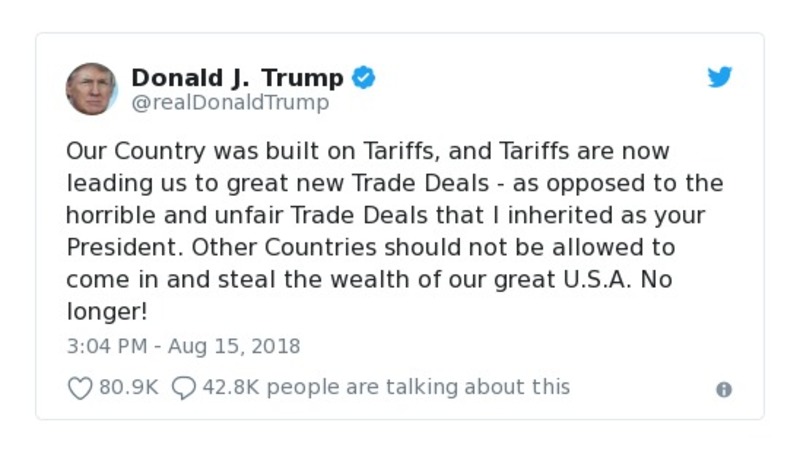 Donald J. Trump
@realDonaldTrump
Our Country was built on Tariffs, and Tariffs are now
leading us to great new Trade Deals - as opposed to the
horrible and unfair Trade Deals that I inherited as your
President. Other Countries should not be allowed to
come in and steal the wealth of our great U.S.A. No
longer!
3:04 PM - Aug 15, 2018
80.9K 42.8K people are talking about this